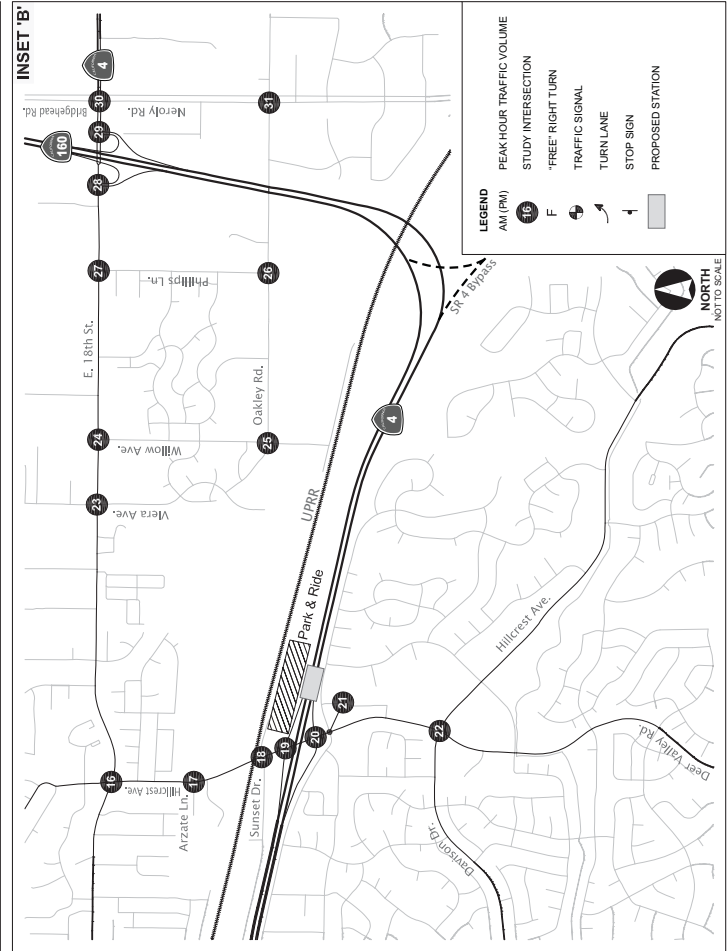 INSET 'B'
CALIFORNIA
4
30
Bridgehead Rd.
Neroly Rd.
31
29
CALIFORNIA
160
28
E. 18th St.
27
Phillips Ln.
26
Oakley Rd.
24
Willow Ave.
25
23
Viera Ave.
UPRR
SR 4 Bypass
4
Park & Ride
16
Hillcrest Ave.
17
Arzate Ln.
18
Sunset Dr.
19
20
21
22
Hillcrest Ave.
Davison Dr.
Deer Valley Rd.
LEGEND
AM (PM) PEAK HOUR TRAFFIC VOLUME
16 STUDY INTERSECTION
F "FREE" RIGHT TURN
TRAFFIC SIGNAL
TURN LANE
STOP SIGN
PROPOSED STATION
NORTH
NOT TO SCALE